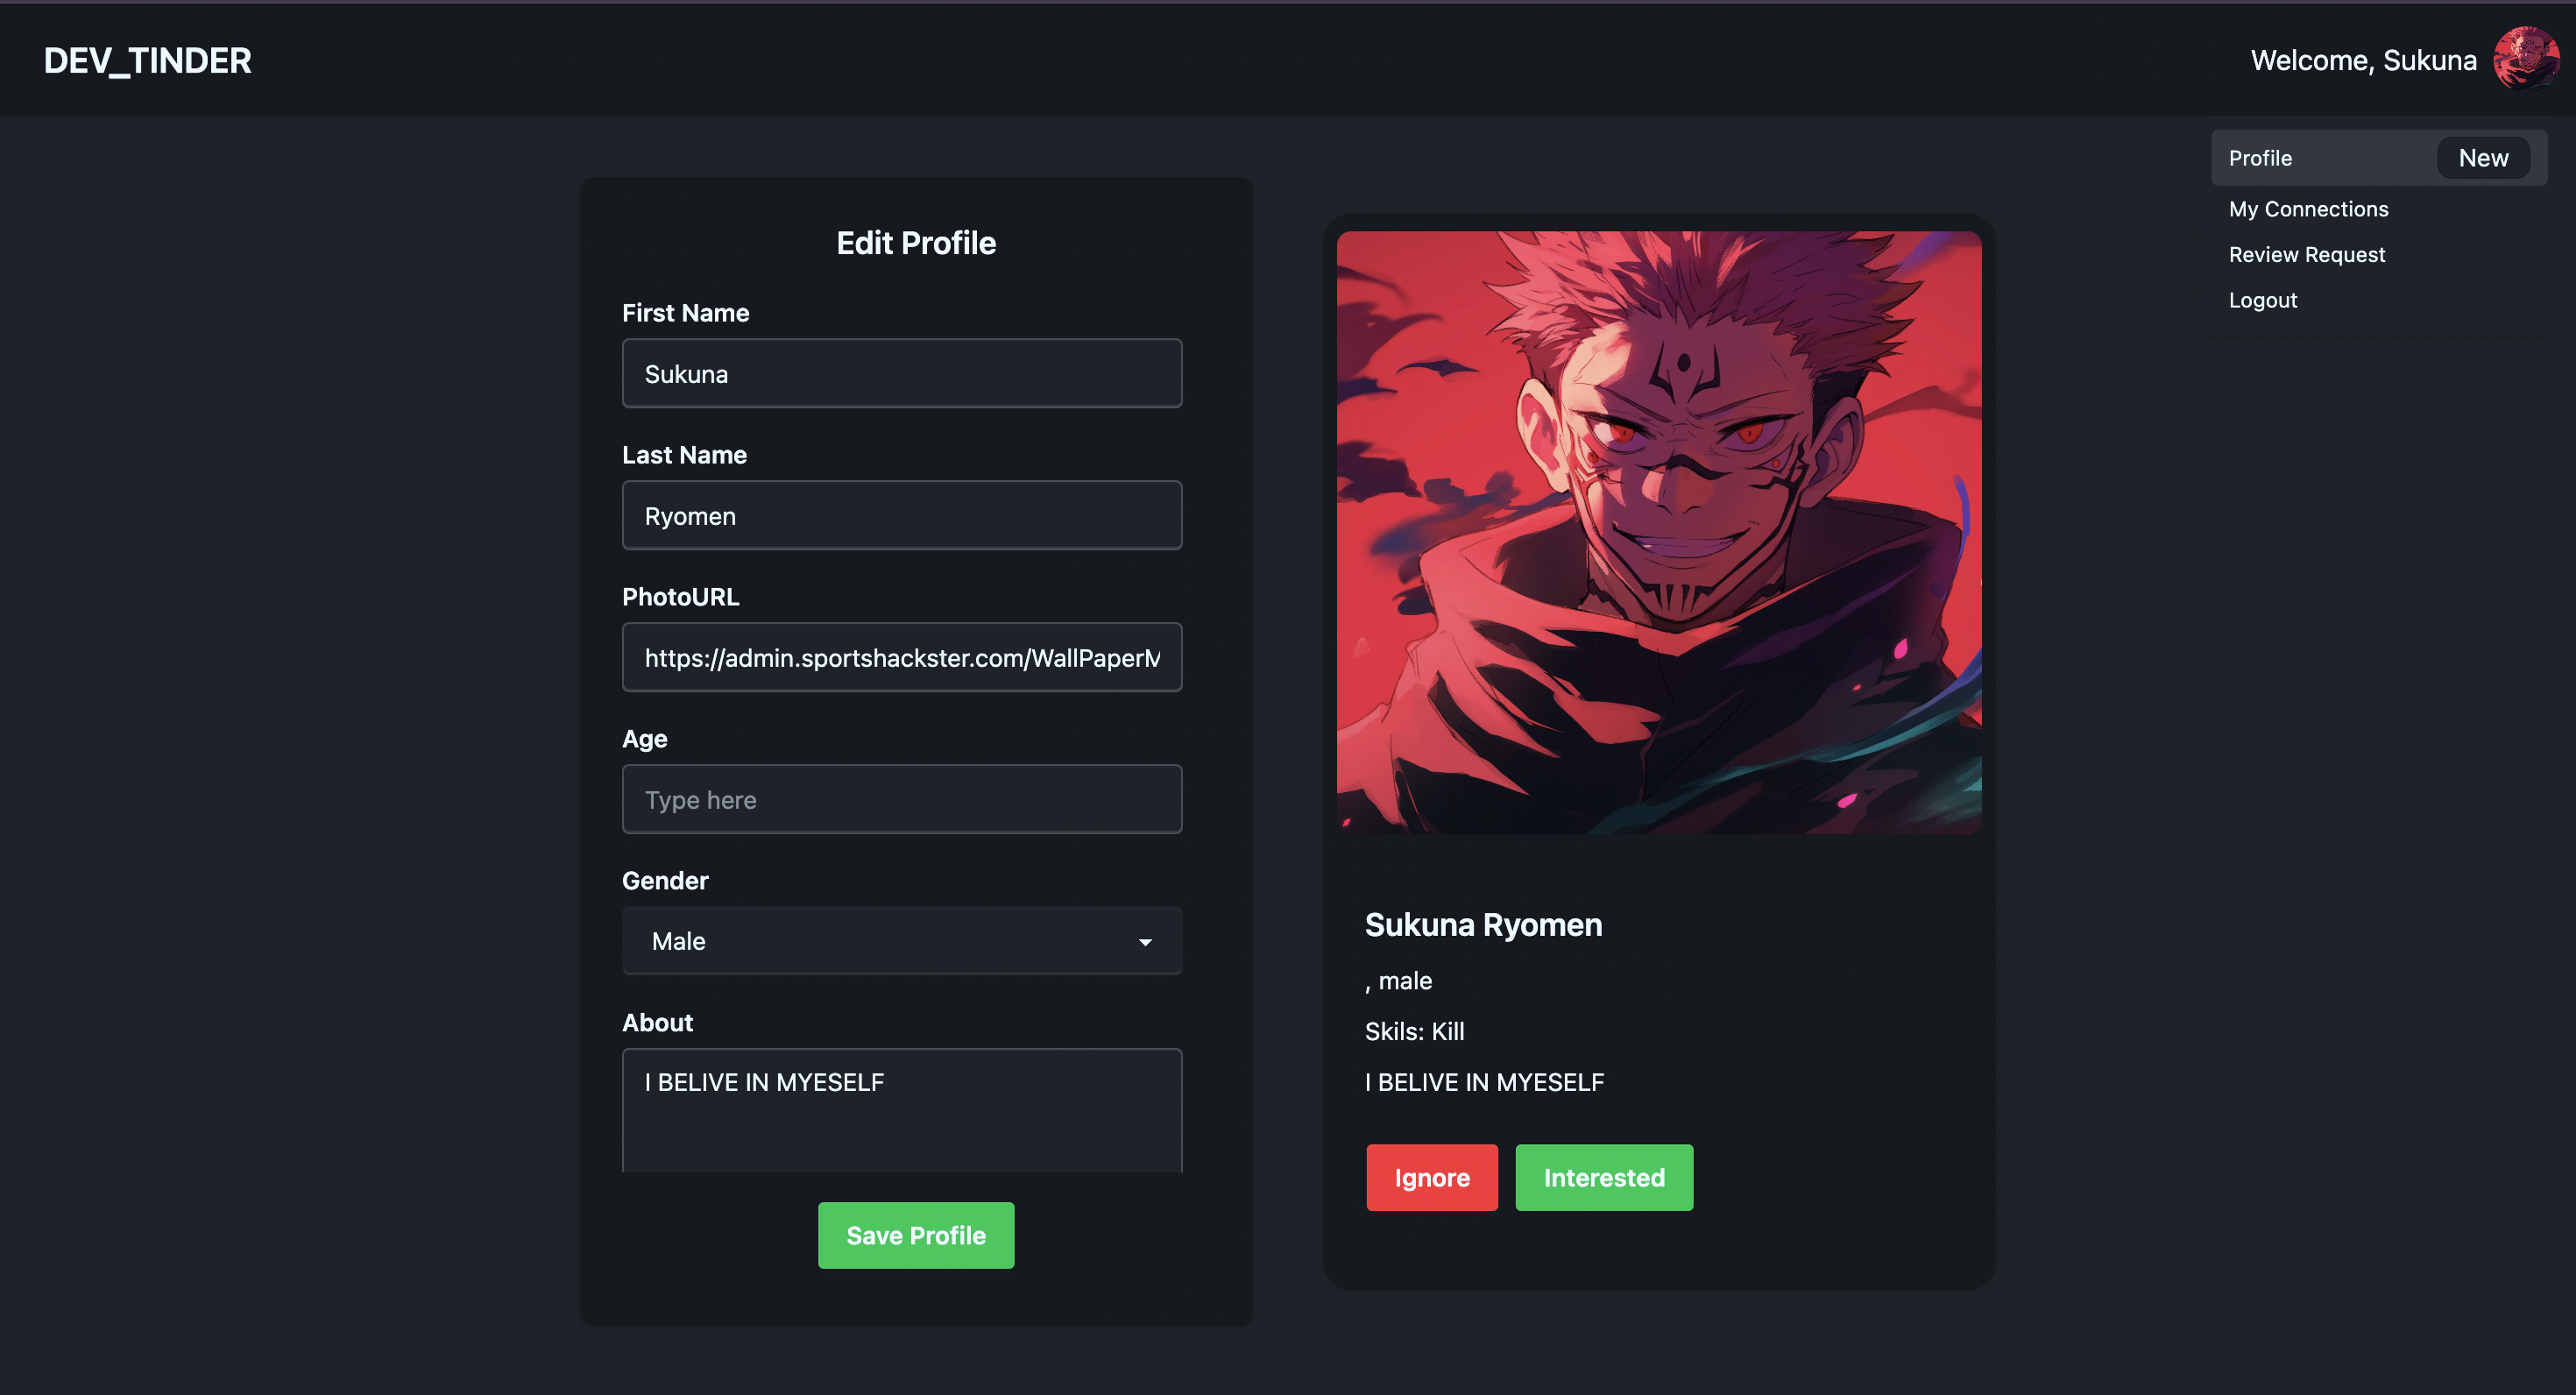 DEV_TINDER
Welcome, Sukuna
Profile New
My Connections
Review Request
Logout
Edit Profile
First Name
Sukuna
Last Name
Ryomen
PhotoURL
https://admin.sportshackster.com/WallPaperM
Age
Type here
Gender
Male
About
I BELIVE IN MYESELF
Save Profile
Sukuna Ryomen
, male
Skils: Kill
I BELIVE IN MYESELF
Ignore Interested